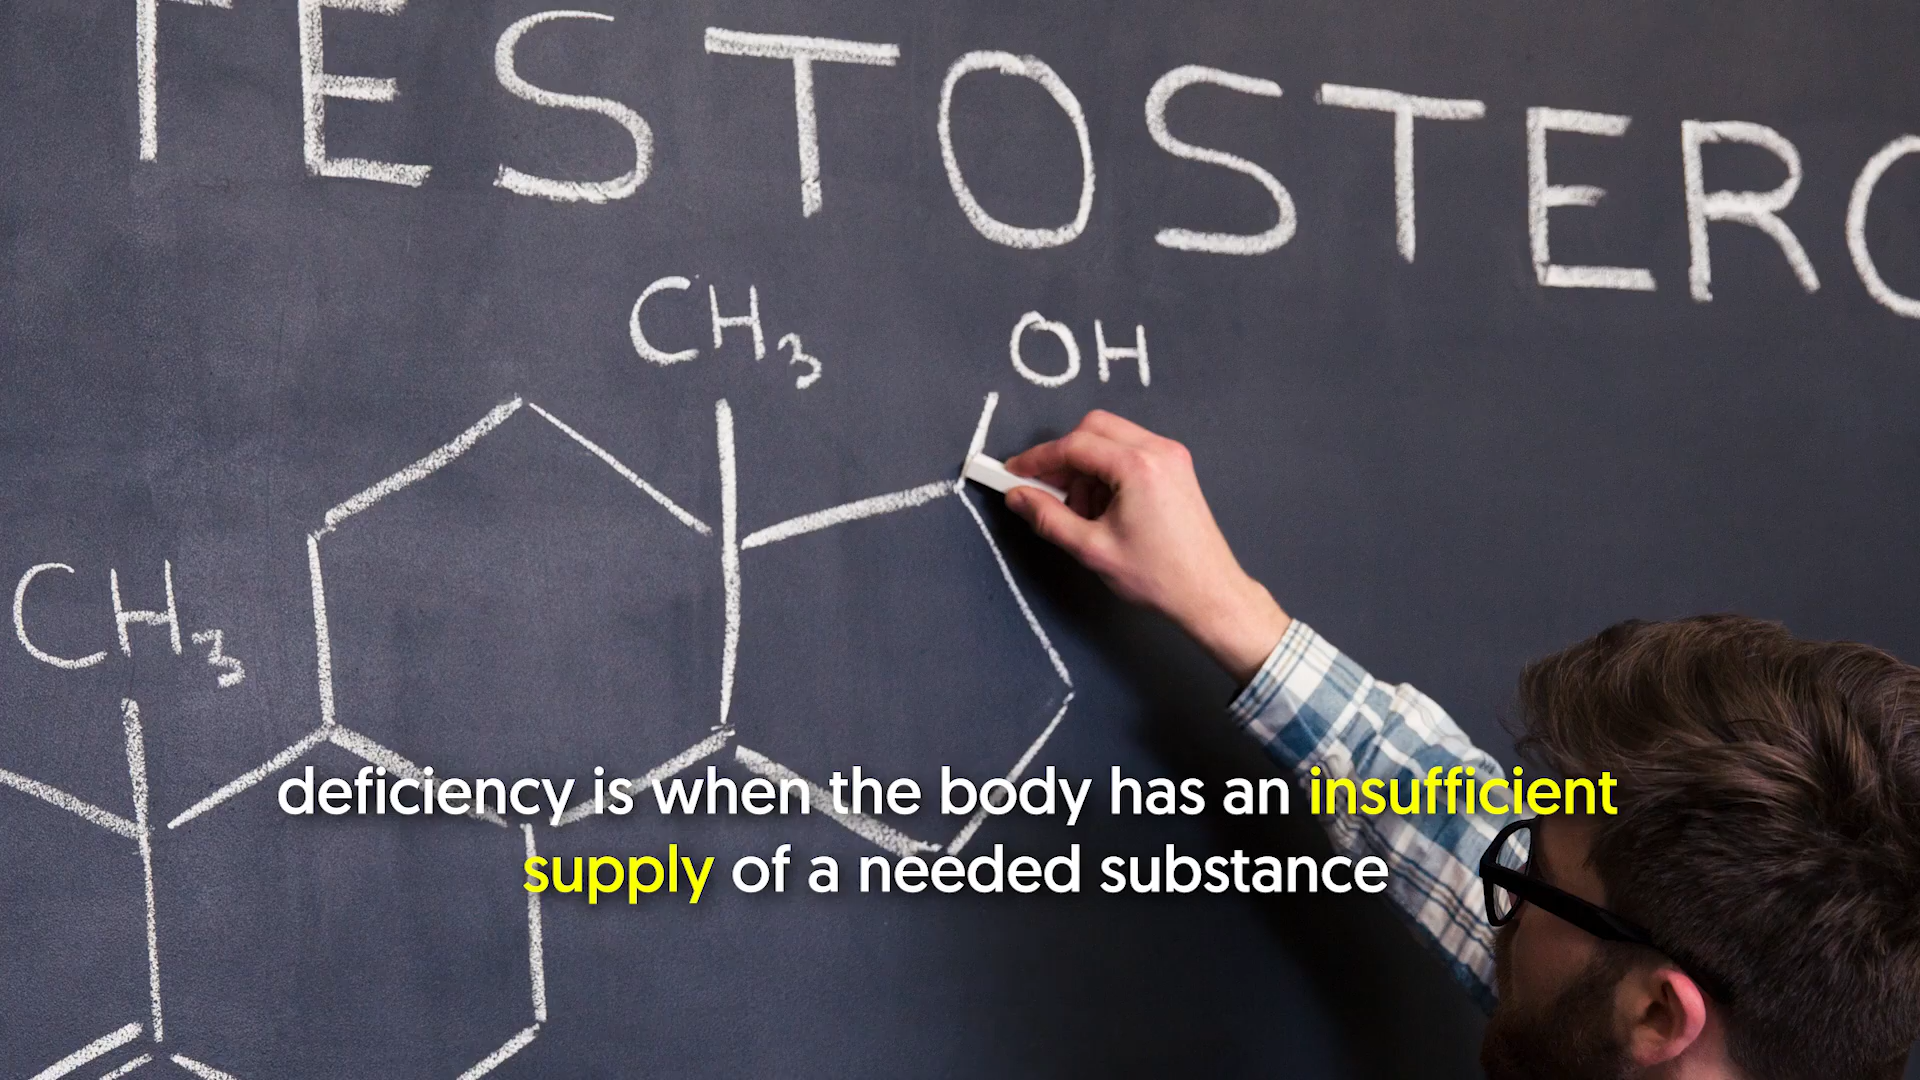 TESTOSTERO
CH3
OH
CH3
deficiency is when the body has an insufficient
supply of a needed substance